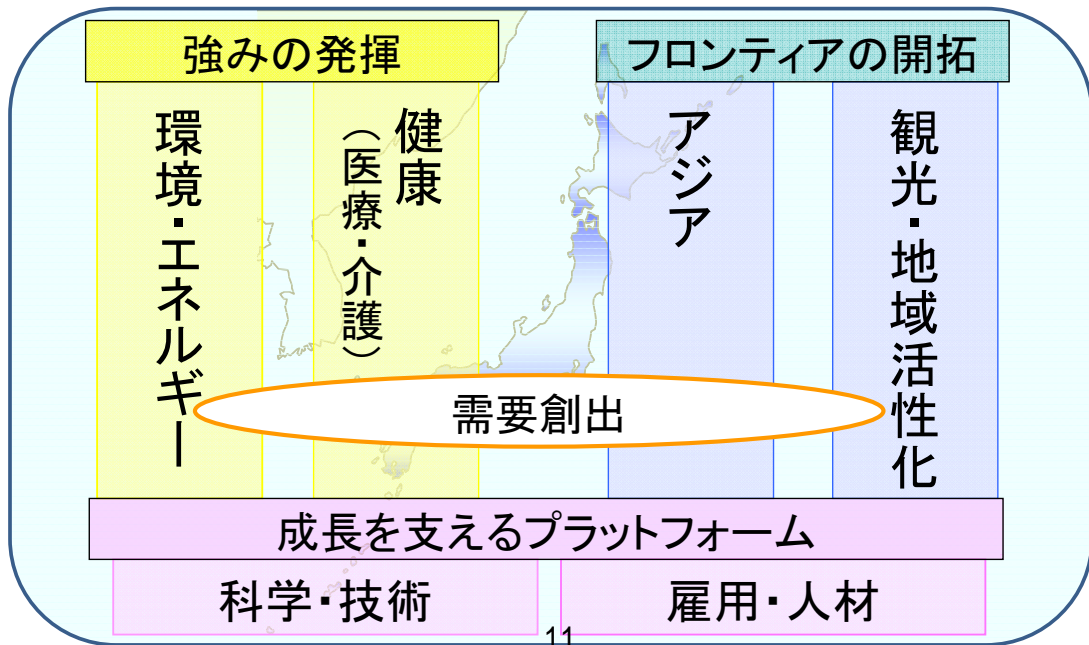 強みの発揮
フロンティアの開拓
環境・エネルギー
健康
（医療・介護）
アジア
観光・地域活性化
需要創出
成長を支えるプラットフォーム
科学・技術
雇用・人材
11